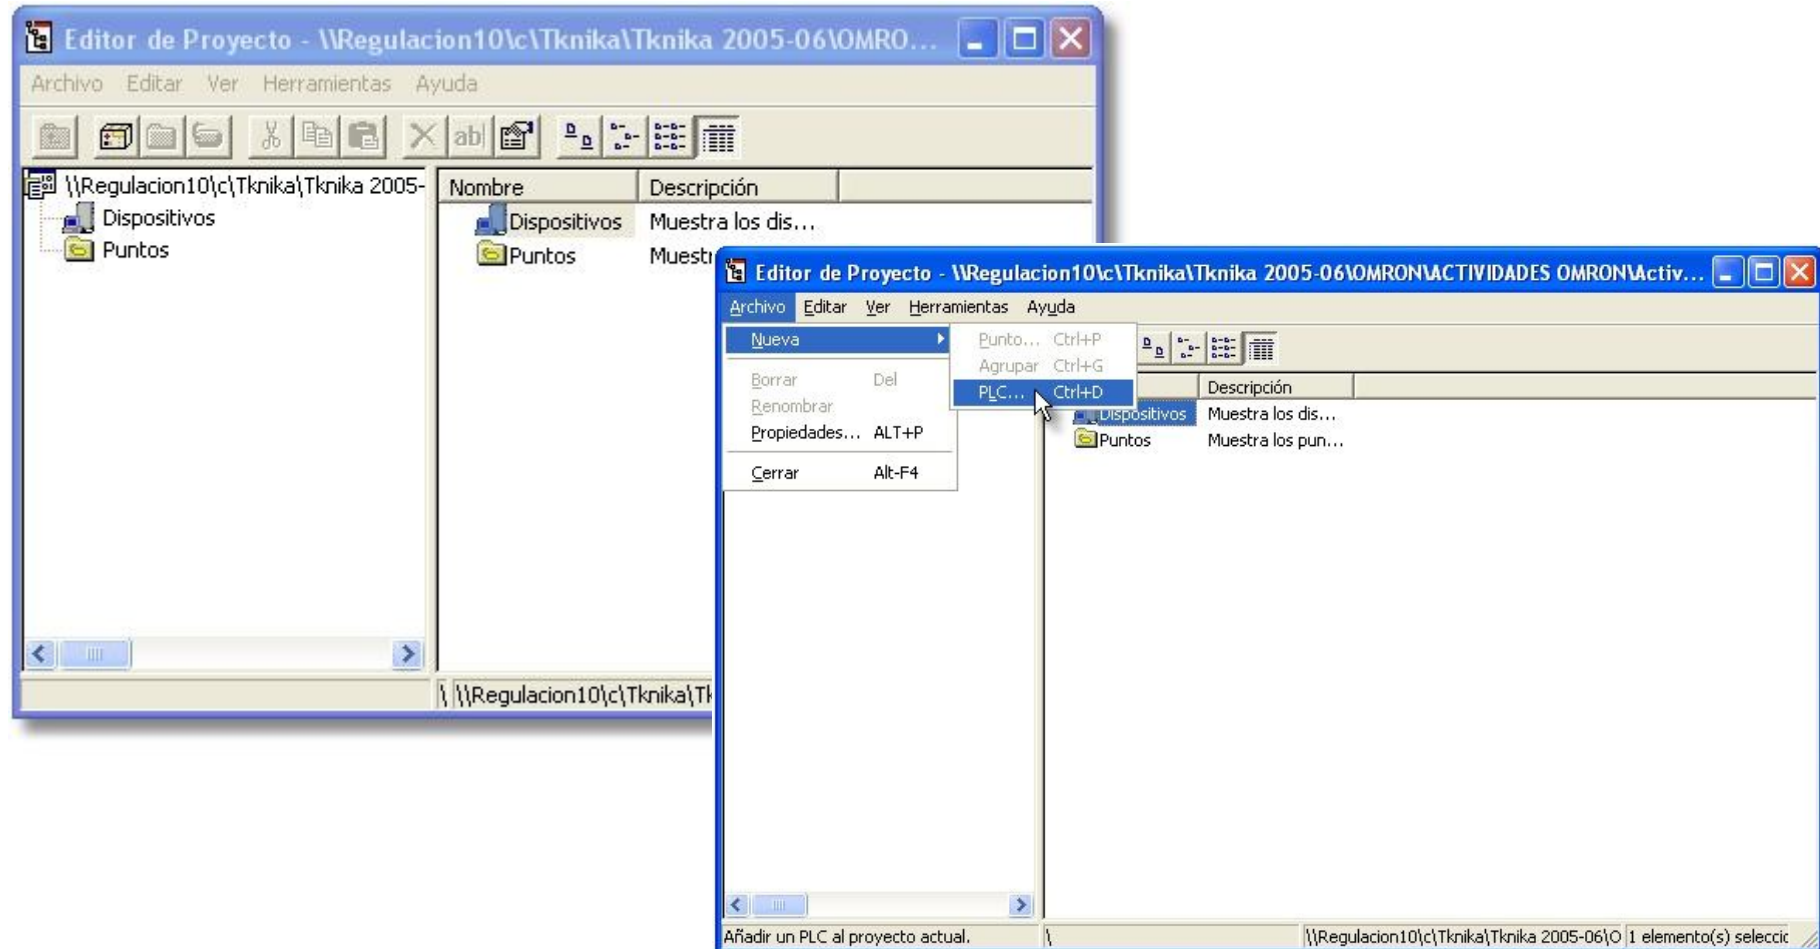 Editor de Proyecto - \\Regulacion10\c\Tknika\Tknika 2005-06\OMRO...
Archivo Editar Ver Herramientas Ayuda
ab
\\Regulacion10\c\Tknika\Tknika 2005-
Dispositivos
Puntos
Nombre Descripción
Dispositivos Muestra los dis...
Puntos Muestr
\ \\Regulacion10\c\Tknika\Tk
Editor de Proyecto - \\Regulacion10\c\Tknika\Tknika 2005-06\OMRON\ACTIVIDADES OMRON\Activ...
Archivo Editar Ver Herramientas Ayuda
Nueva
Borrar Del
Renombrar
Propiedades... ALT+P
Cerrar Alt-F4
Punto... Ctrl+P
Agrupar Ctrl+G
PLC... Ctrl+D
Descripción
Dispositivos Muestra los dis...
Puntos Muestra los pun...
Añadir un PLC al proyecto actual. \ \\Regulacion10\c\Tknika\Tknika 2005-06\O 1 elemento(s) seleccic